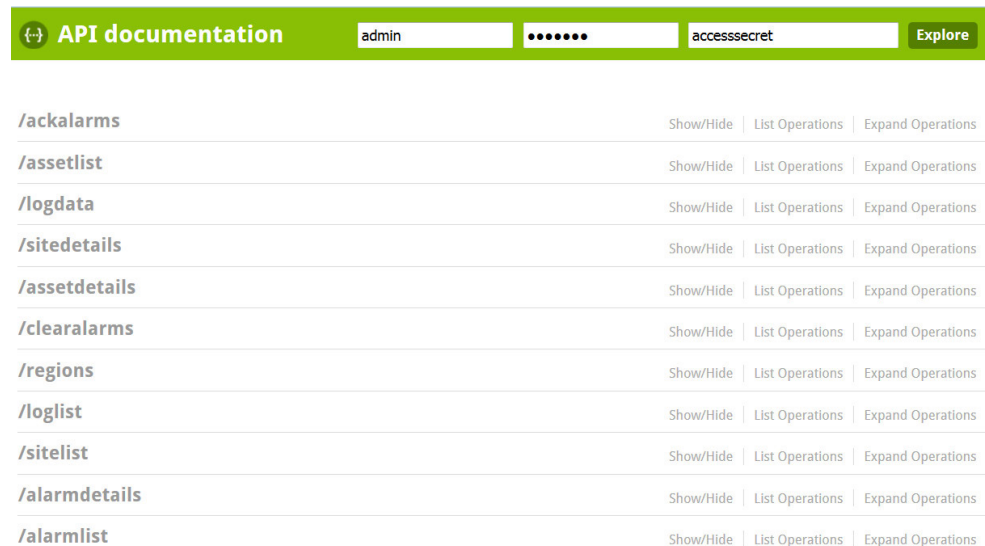 {··} API documentation admin ••••••• accesssecret Explore
/ackalarms Show/Hide List Operations Expand Operations
/assetlist Show/Hide List Operations Expand Operations
/logdata Show/Hide List Operations Expand Operations
/sitedetails Show/Hide List Operations Expand Operations
/assetdetails Show/Hide List Operations Expand Operations
/clearalarms Show/Hide List Operations Expand Operations
/regions Show/Hide List Operations Expand Operations
/loglist Show/Hide List Operations Expand Operations
/sitelist Show/Hide List Operations Expand Operations
/alarmdetails Show/Hide List Operations Expand Operations
/alarmlist Show/Hide List Operations Expand Operations